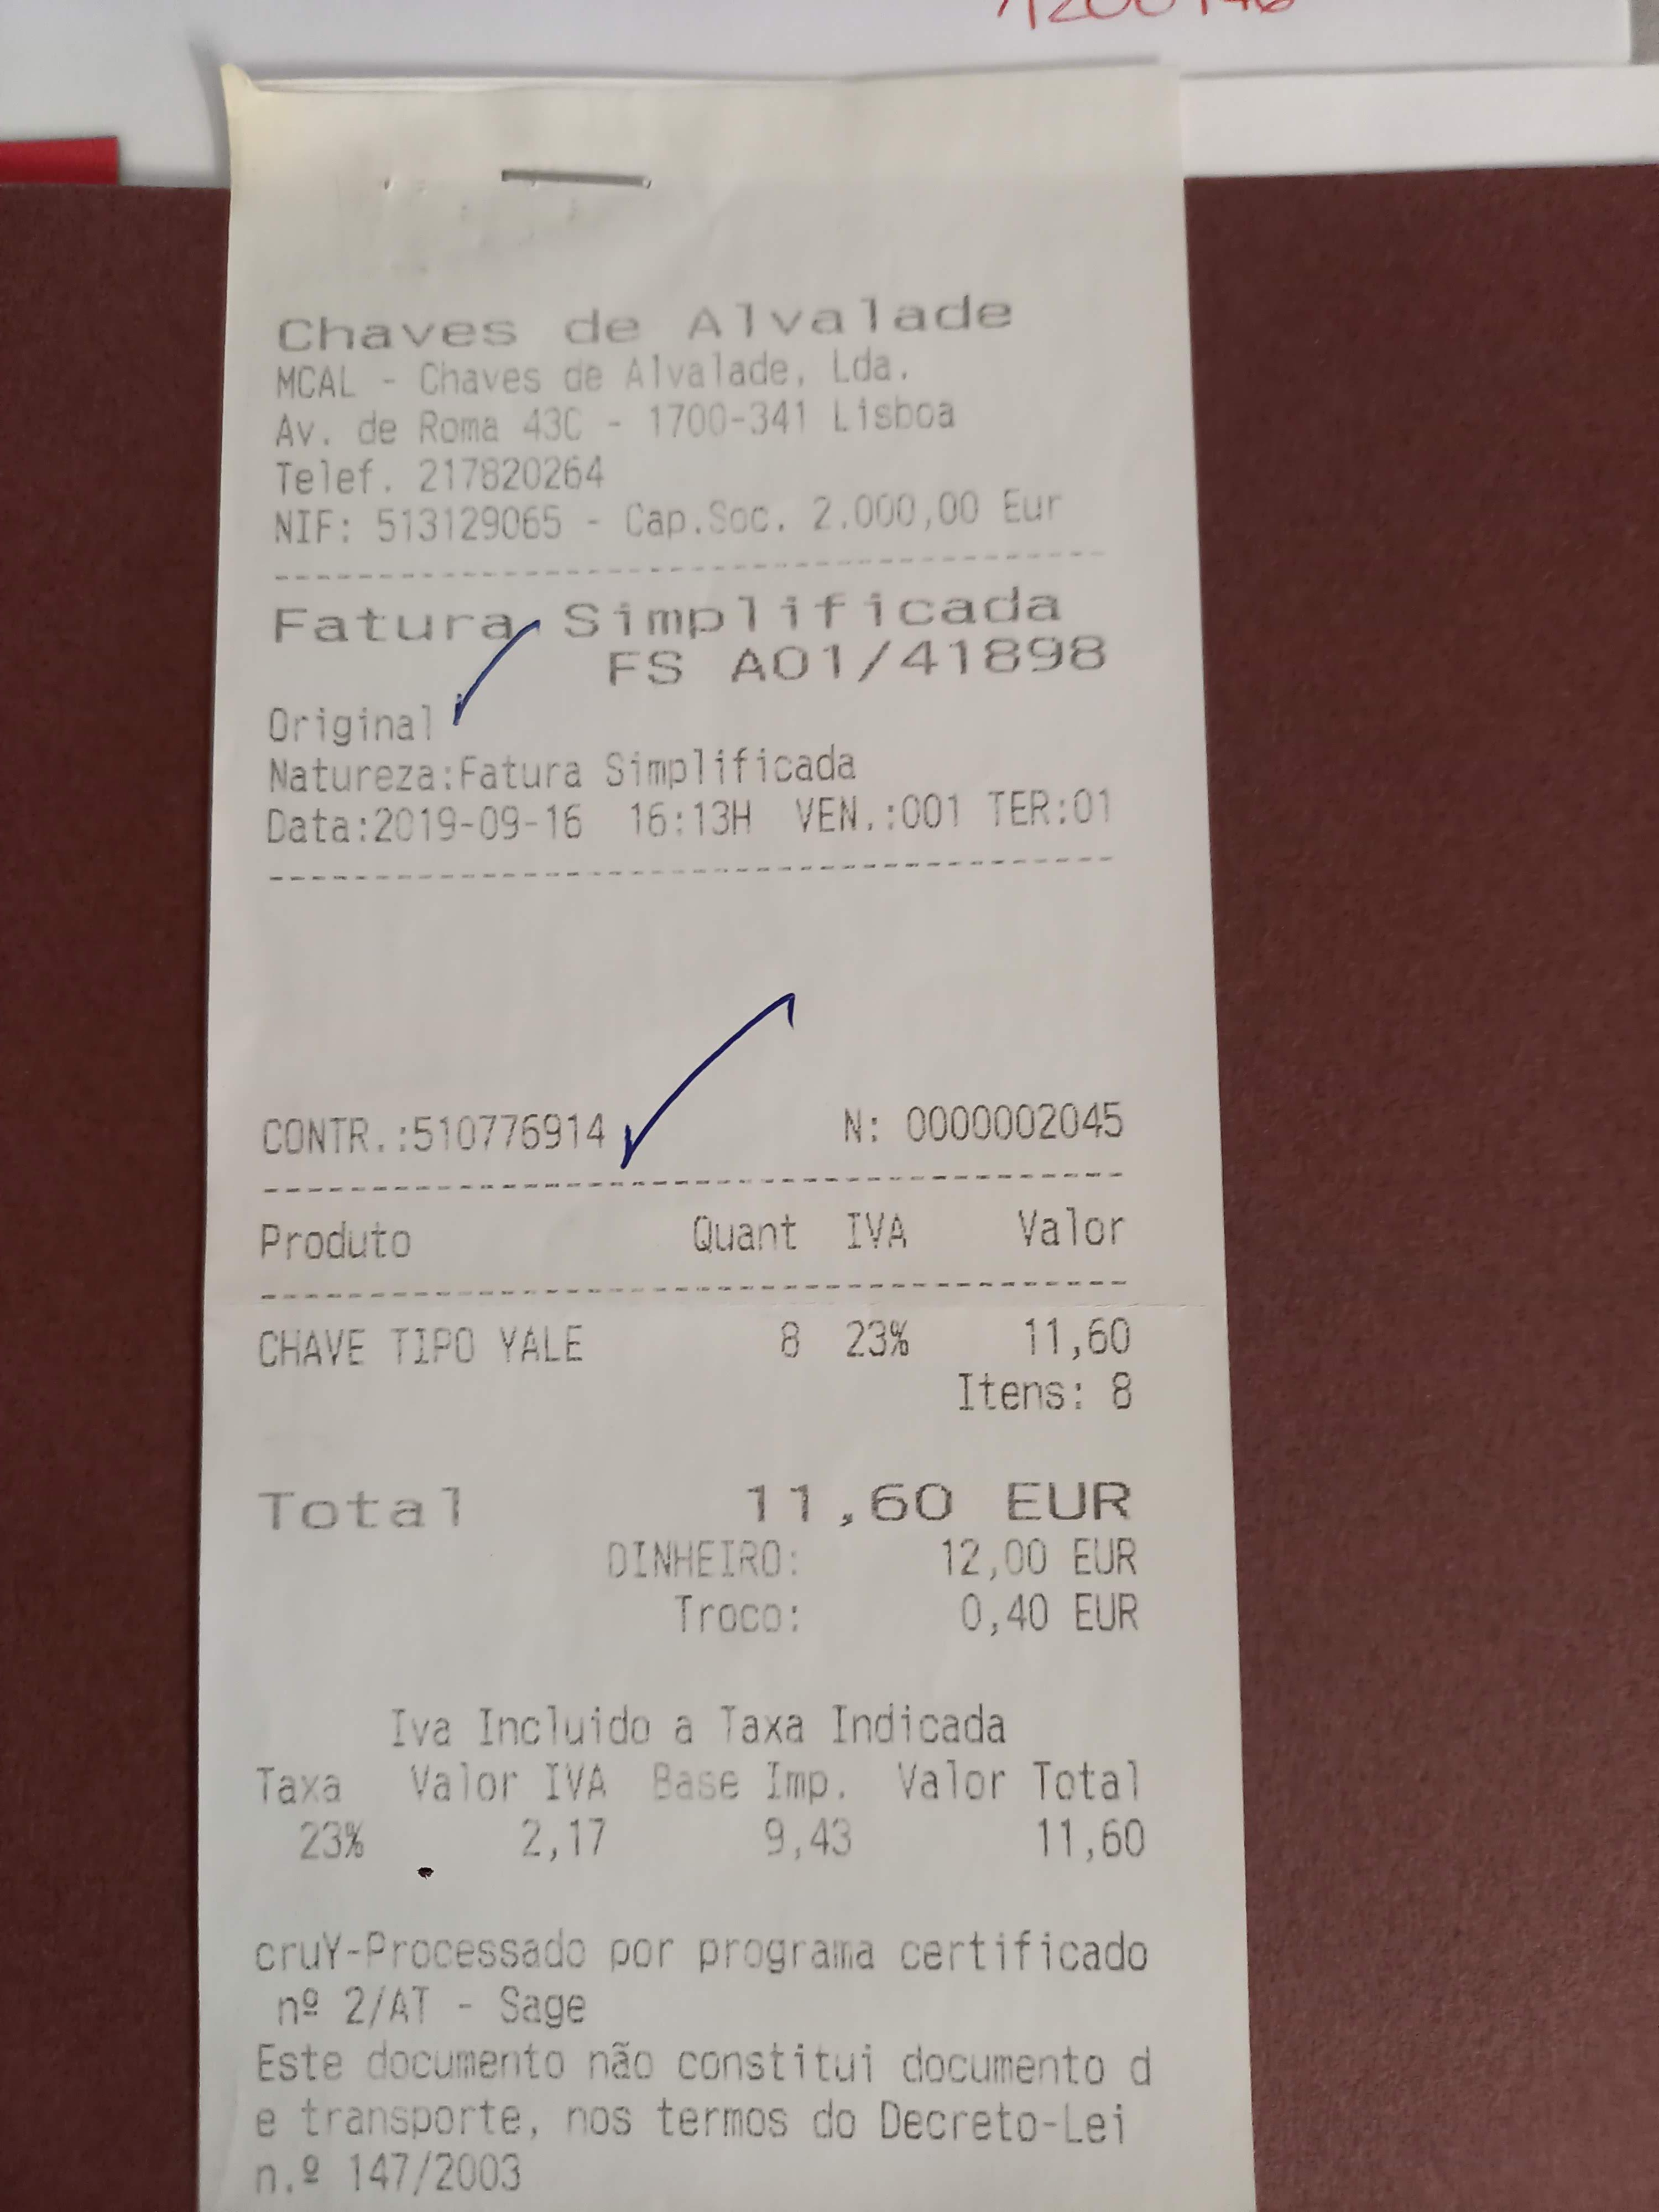 Chaves de Alvalade
MCAL - Chaves de Alvalade, Lda.
Av. de Roma 43C - 1700-341 Lisboa
Telef. 217820264
NIF: 513129065 - Cap.Soc. 2.000,00 Eur
Fatura Simplificada
FS A01/41898
Original
Natureza:Fatura Simplificada
Data:2019-09-16 16:13H VEN.:001 TER:01
CONTR.:510776914 N: 0000002045
Produto Quant IVA Valor
CHAVE TIPO YALE 8 23% 11,60
Itens: 8
Total 11,60 EUR
DINHEIRO: 12,00 EUR
Troco: 0,40 EUR
Iva Incluido a Taxa Indicada
Taxa Valor IVA Base Imp. Valor Total
23% 2,17 9,43 11,60
cruY-Processado por programa certificado
nº 2/AT - Sage
Este documento não constitui documento d
e transporte, nos termos do Decreto-Lei
n.º 147/2003